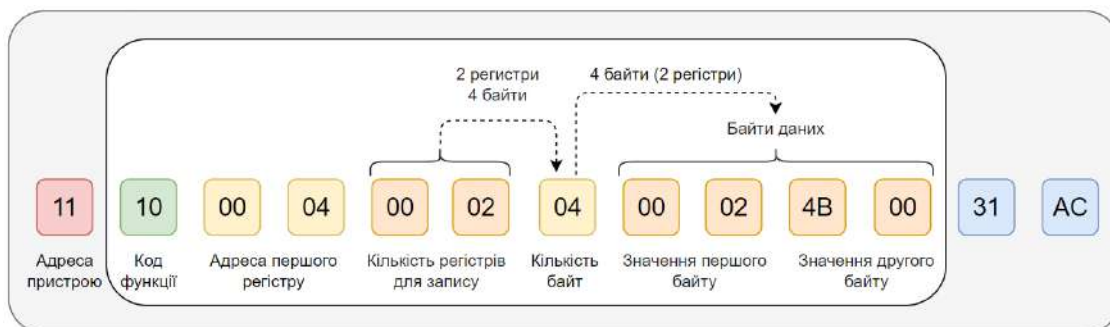 2 регистри
4 байти
4 байти (2 регістри)
Байти даних
11 10 00 04 00 02 04 00 02 4B 00 31 AC
Адреса пристрою
Код функції
Адреса першого регістру
Кількість регістрів для запису
Кількість байт
Значення першого байту
Значення другого байту